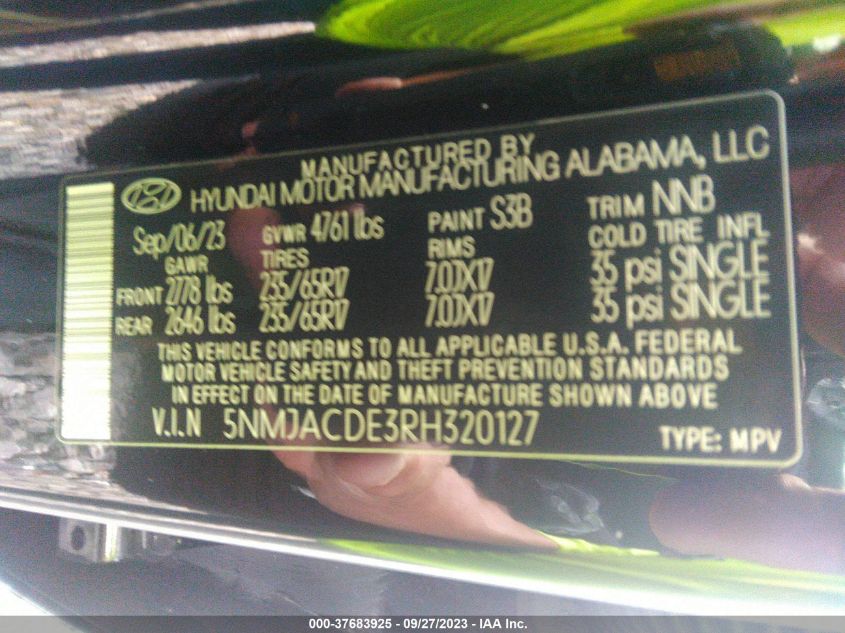 MANUFACTURED BY
HYUNDAI MOTOR MANUFACTURING ALABAMA, LLC
Sep/06/23 GVWR 4761 lbs PAINT S3B TRIM NNB
GAWR TIRES RIMS COLD TIRE INFL
FRONT 2778 lbs 235/65R17 7.0JX17 35 psi SINGLE
REAR 2646 lbs 235/65R17 7.0JX17 35 psi SINGLE
THIS VEHICLE CONFORMS TO ALL APPLICABLE U.S.A. FEDERAL
MOTOR VEHICLE SAFETY AND THEFT PREVENTION STANDARDS
IN EFFECT ON THE DATE OF MANUFACTURE SHOWN ABOVE
V.I.N 5NMJACDE3RH320127 TYPE: MPV
000-37683925 - 09/27/2023 - IAA Inc.